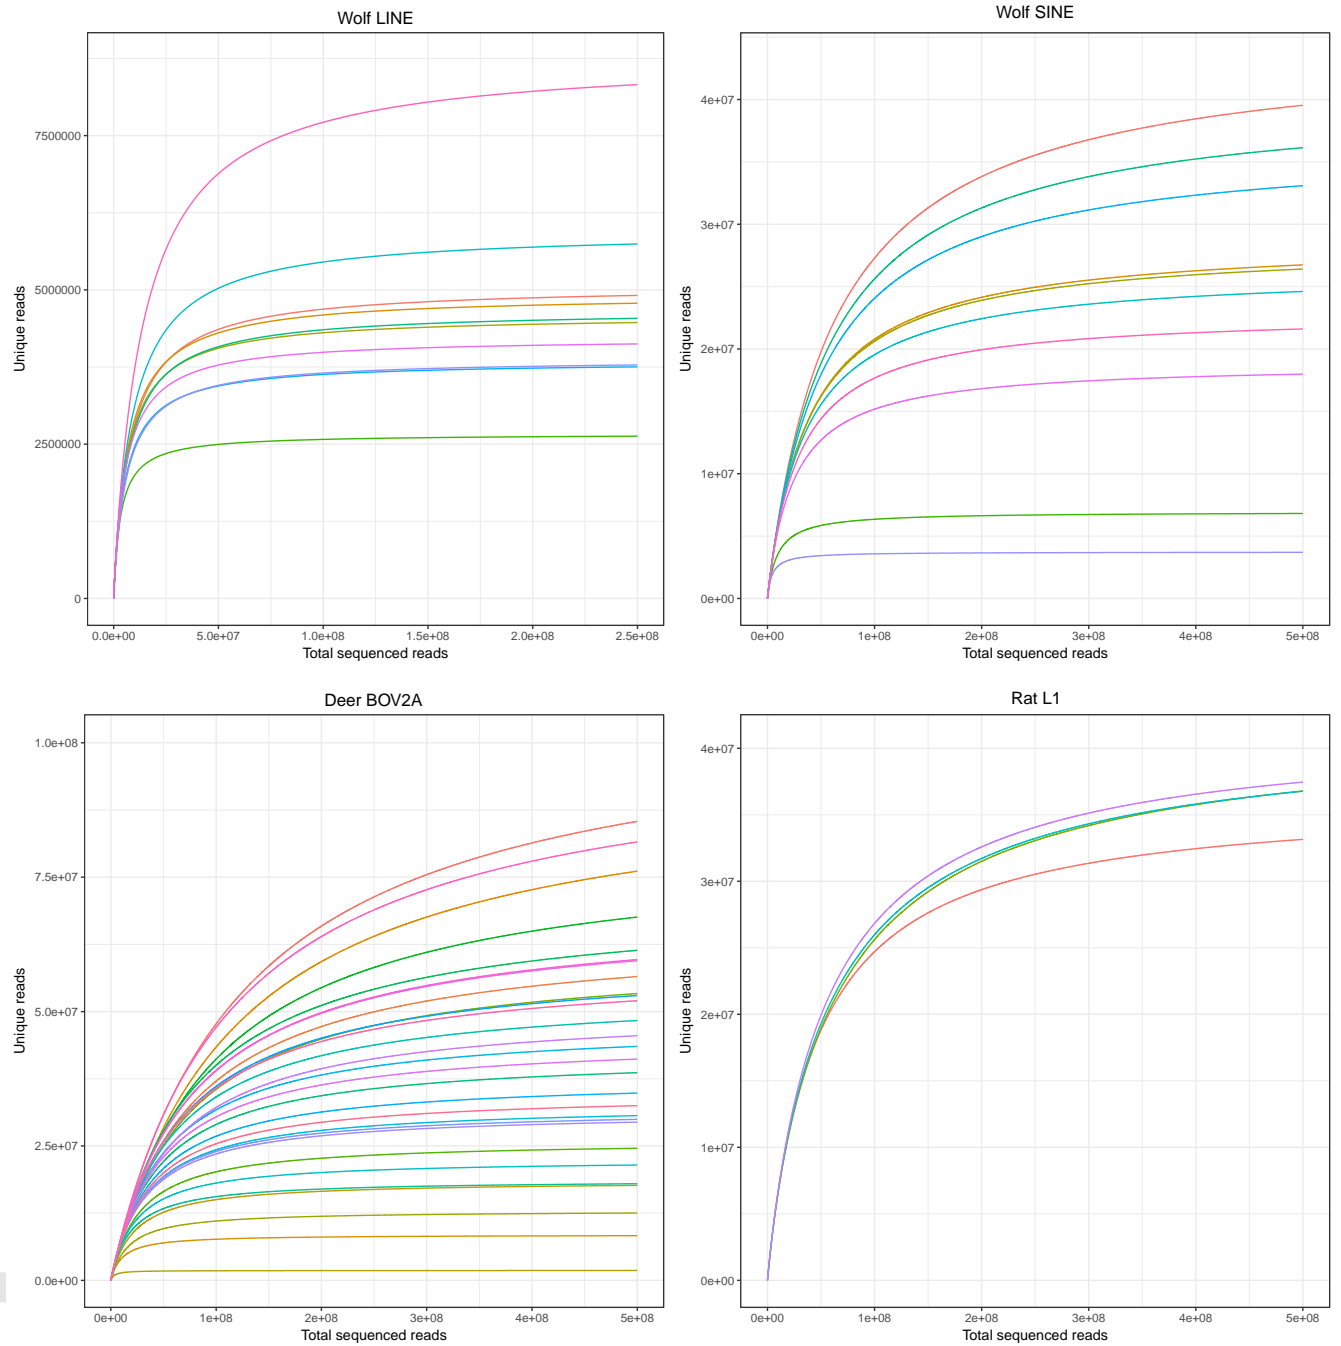 Wolf LINE
Unique reads
7500000
5000000
2500000
0
0.0e+00 5.0e+07 1.0e+08 1.5e+08 2.0e+08 2.5e+08
Total sequenced reads
Wolf SINE
Unique reads
4e+07
3e+07
2e+07
1e+07
0e+00
0e+00 1e+08 2e+08 3e+08 4e+08 5e+08
Total sequenced reads
Deer BOV2A
Unique reads
1.0e+08
7.5e+07
5.0e+07
2.5e+07
0.0e+00
0e+00 1e+08 2e+08 3e+08 4e+08 5e+08
Total sequenced reads
Rat L1
Unique reads
4e+07
3e+07
2e+07
1e+07
0e+00
0e+00 1e+08 2e+08 3e+08 4e+08 5e+08
Total sequenced reads